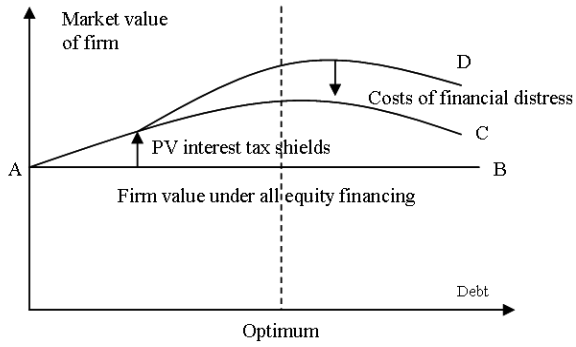 Market value
of firm
D
Costs of financial distress
C
PV interest tax shields
A
B
Firm value under all equity financing
Debt
Optimum